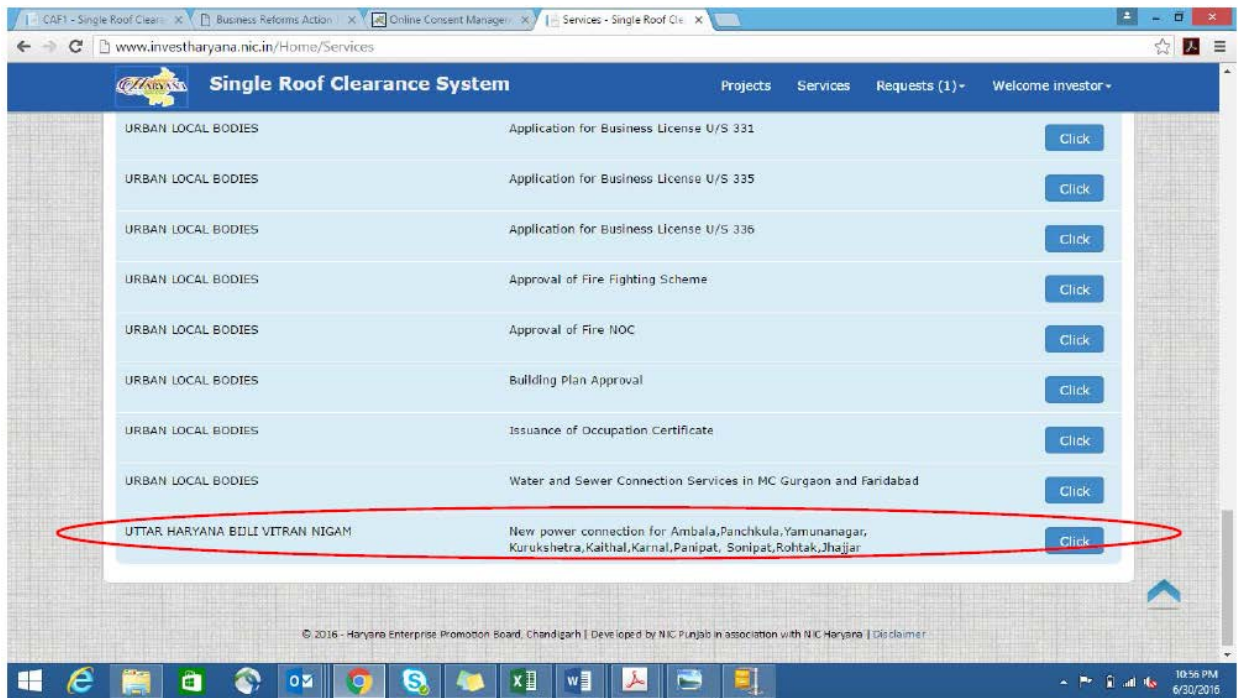 CAF1 - Single Roof Cleara
Business Reforms Action
Online Consent Manager
Services - Single Roof Cle
www.investharyana.nic.in/Home/Services
HARYANA Single Roof Clearance System Projects Services Requests (1) Welcome investor
URBAN LOCAL BODIES Application for Business License U/S 331 Click
URBAN LOCAL BODIES Application for Business License U/S 335 Click
URBAN LOCAL BODIES Application for Business License U/S 336 Click
URBAN LOCAL BODIES Approval of Fire Fighting Scheme Click
URBAN LOCAL BODIES Approval of Fire NOC Click
URBAN LOCAL BODIES Building Plan Approval Click
URBAN LOCAL BODIES Issuance of Occupation Certificate Click
URBAN LOCAL BODIES Water and Sewer Connection Services in MC Gurgaon and Faridabad Click
UTTAR HARYANA BIJLI VITRAN NIGAM New power connection for Ambala,Panchkula,Yamunanagar,
Kurukshetra,Kaithal,Karnal,Panipat, Sonipat,Rohtak,Jhajjar Click
© 2016 - Haryana Enterprise Promotion Board, Chandigarh | Developed by NIC Punjab in association with NIC Haryana | Disclaimer
10:56 PM
6/30/2016